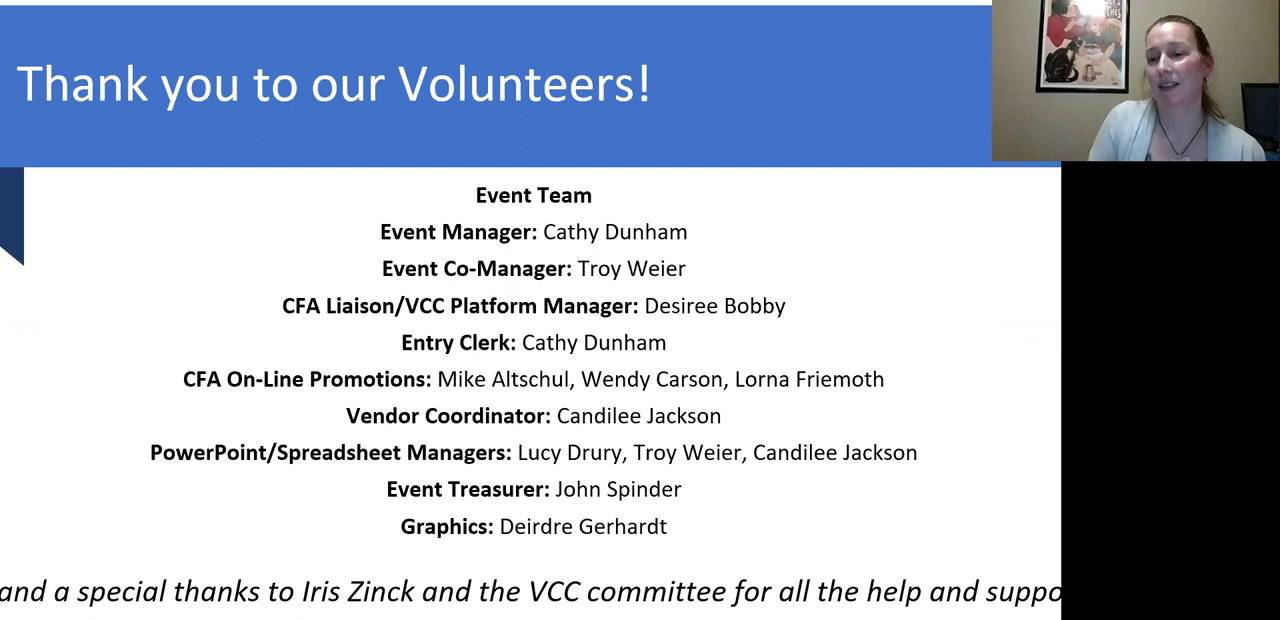 Thank you to our Volunteers!
Event Team
Event Manager: Cathy Dunham
Event Co-Manager: Troy Weier
CFA Liaison/VCC Platform Manager: Desiree Bobby
Entry Clerk: Cathy Dunham
CFA On-Line Promotions: Mike Altschul, Wendy Carson, Lorna Friemoth
Vendor Coordinator: Candilee Jackson
PowerPoint/Spreadsheet Managers: Lucy Drury, Troy Weier, Candilee Jackson
Event Treasurer: John Spinder
Graphics: Deirdre Gerhardt
and a special thanks to Iris Zinck and the VCC committee for all the help and suppo